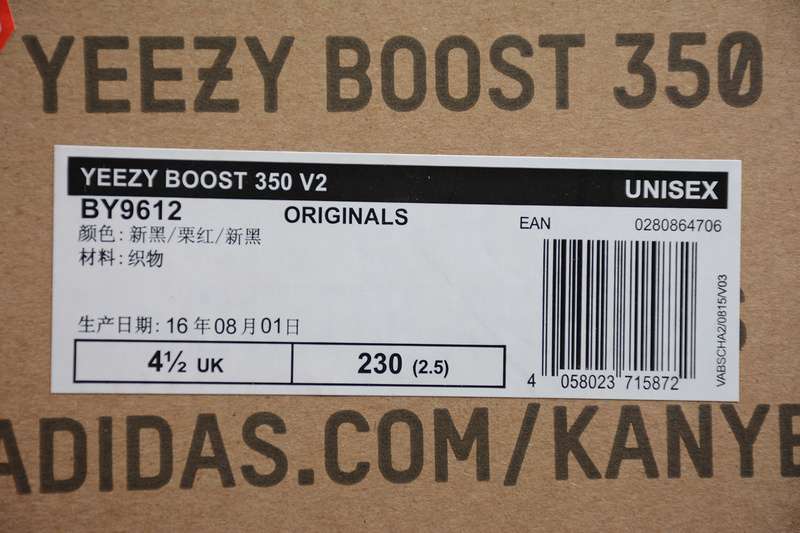 YEEZY BOOST 350
YEEZY BOOST 350 V2
UNISEX
BY9612
ORIGINALS
颜色: 新黑/栗红/新黑
材料: 织物
EAN
0280864706
生产日期: 16 年 08 月 01日
4½ UK
230 (2.5)
4 058023 715872
VABSCHA2/0815/V03
ADIDAS.COM/KANYE